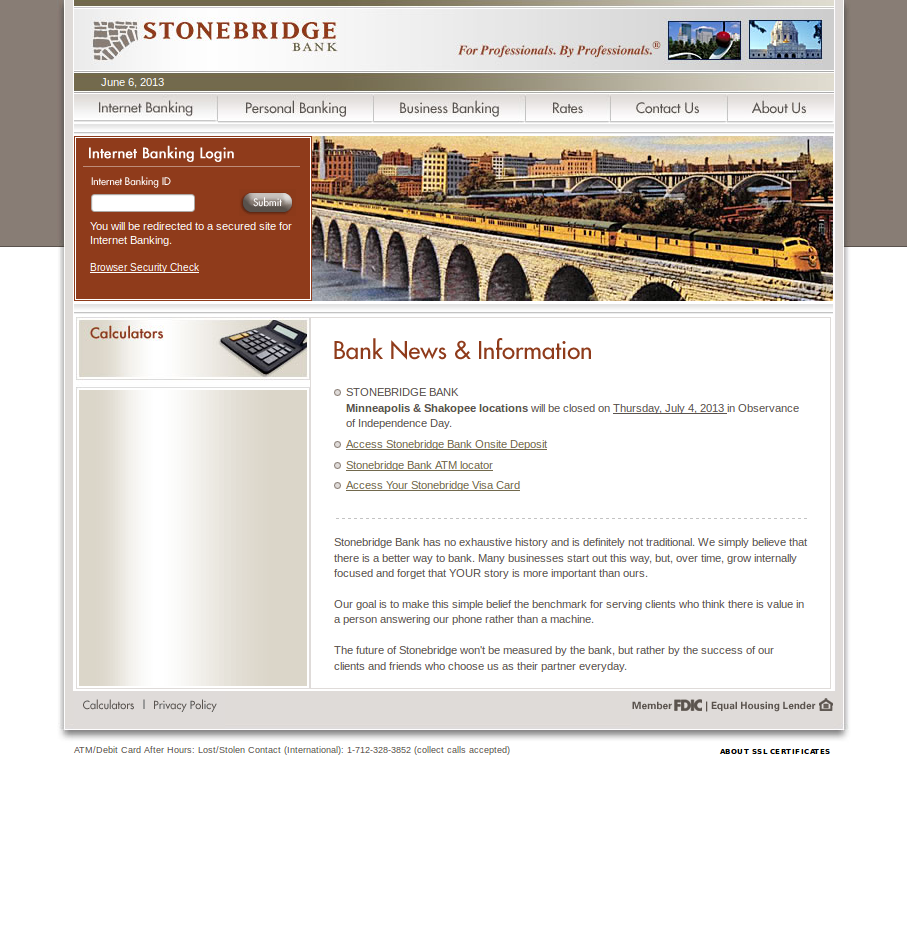 STONEBRIDGE
BANK
For Professionals. By Professionals.®
June 6, 2013
Internet Banking
Personal Banking
Business Banking
Rates
Contact Us
About Us
Internet Banking Login
Internet Banking ID
Submit
You will be redirected to a secured site for
Internet Banking.
Browser Security Check
Calculators
Bank News & Information
STONEBRIDGE BANK
Minneapolis & Shakopee locations will be closed on Thursday, July 4, 2013 in Observance
of Independence Day.
Access Stonebridge Bank Onsite Deposit
Stonebridge Bank ATM locator
Access Your Stonebridge Visa Card
Stonebridge Bank has no exhaustive history and is definitely not traditional. We simply believe that
there is a better way to bank. Many businesses start out this way, but, over time, grow internally
focused and forget that YOUR story is more important than ours.
Our goal is to make this simple belief the benchmark for serving clients who think there is value in
a person answering our phone rather than a machine.
The future of Stonebridge won't be measured by the bank, but rather by the success of our
clients and friends who choose us as their partner everyday.
Calculators | Privacy Policy
Member FDIC | Equal Housing Lender
ATM/Debit Card After Hours: Lost/Stolen Contact (International): 1-712-328-3852 (collect calls accepted)
ABOUT SSL CERTIFICATES